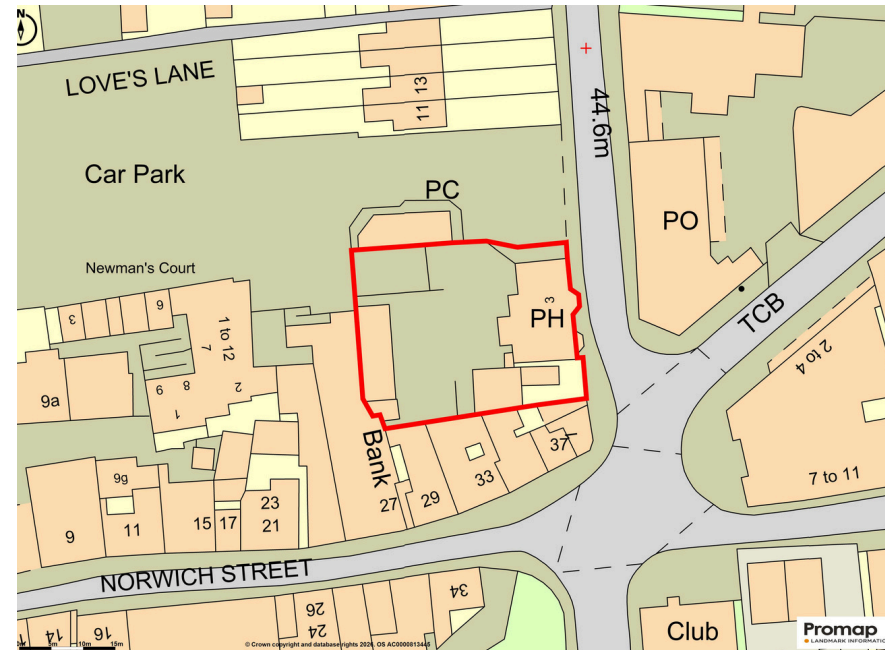 N
LOVE'S LANE
11 13
44.6m
Car Park
PC
PO
Newman's Court
3
6
1 to 12
7
2
8
9
1
3
PH
TCB
2 to 4
9a
Bank
37
33
29
27
7 to 11
9g
9
11
15
17
23
21
NORWICH STREET
34
26
24
16
14
Club
10m
15m
© Crown copyright and database rights 2026. OS AC0000813445
Promap
LANDMARK INFORMATION